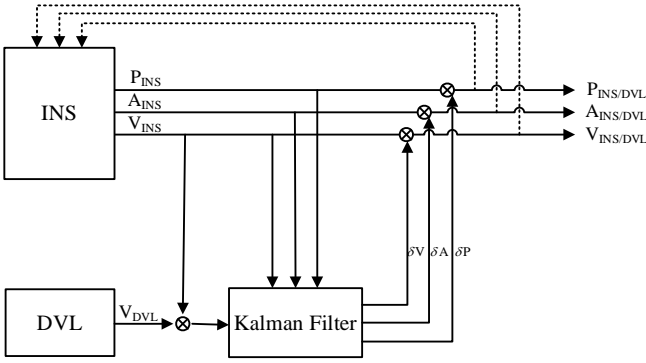 P_INS
P_INS/DVL
INS
A_INS
A_INS/DVL
V_INS
V_INS/DVL
δV δA δP
DVL
V_DVL
Kalman Filter